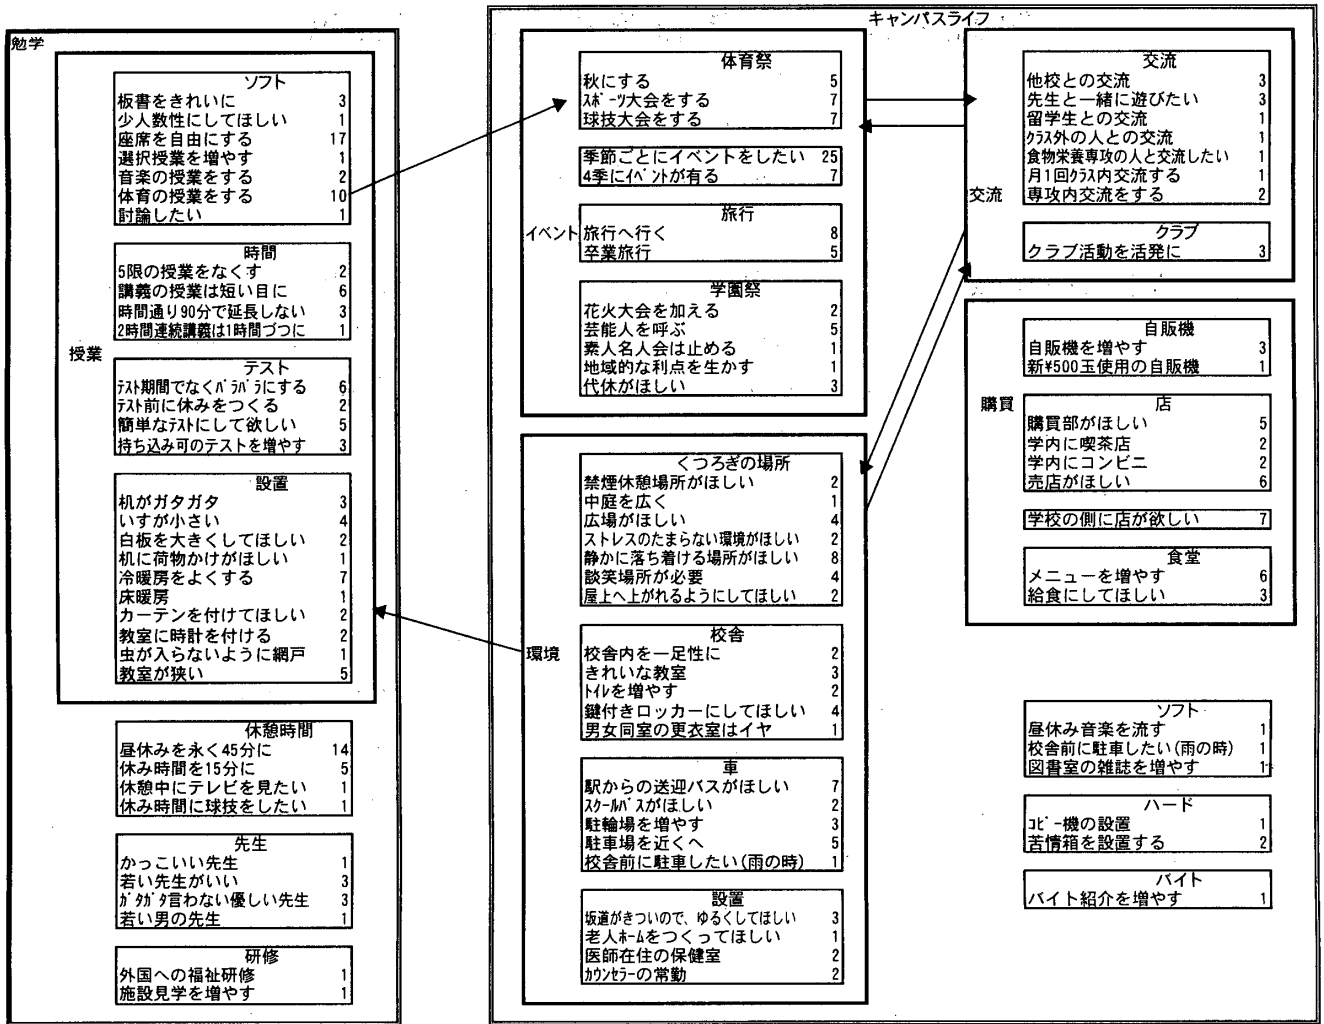 勉学
ソフト
板書をきれいに 3
少人数性にしてほしい 1
座席を自由にする 17
選択授業を増やす 1
音楽の授業をする 2
体育の授業をする 10
討論したい 1
時間
5限の授業をなくす 2
講義の授業は短い目に 6
時間通り90分で延長しない 3
2時間連続講義は1時間づつに 1
授業
テスト
テスト期間でなくバラバラにする 6
テスト前に休みをつくる 2
簡単なテストにして欲しい 5
持ち込み可のテストを増やす 3
設置
机がガタガタ 3
いすが小さい 4
白板を大きくしてほしい 2
机に荷物かけがほしい 1
冷暖房をよくする 7
床暖房 1
カーテンを付けてほしい 2
教室に時計を付ける 2
虫が入らないように網戸 1
教室が狭い 5
休憩時間
昼休みを永く45分に 14
休み時間を15分に 5
休憩中にテレビを見たい 1
休み時間に球技をしたい 1
先生
かっこいい先生 1
若い先生がいい 3
ガタガタ言わない優しい先生 3
若い男の先生 1
研修
外国への福祉研修 1
施設見学を増やす 1
キャンパスライフ
体育祭
秋にする 5
スポーツ大会をする 7
球技大会をする 7
季節ごとにイベントをしたい 25
4季にイベントが有る 7
旅行
イベント
旅行へ行く 8
卒業旅行 5
学園祭
花火大会を加える 2
芸能人を呼ぶ 5
素人名人会は止める 1
地域的な利点を生かす 1
代休がほしい 3
くつろぎの場所
禁煙休憩場所がほしい 2
中庭を広く 1
広場がほしい 4
ストレスのたまらない環境がほしい 2
静かに落ち着ける場所がほしい 8
談笑場所が必要 4
屋上へ上がれるようにしてほしい 2
校舎
環境
校舎内を一足性に 2
きれいな教室 3
トイレを増やす 2
鍵付きロッカーにしてほしい 4
男女同室の更衣室はイヤ 1
車
駅からの送迎バスがほしい 7
スクールバスがほしい 2
駐輪場を増やす 3
駐車場を近くへ 5
校舎前に駐車したい(雨の時) 1
設置
坂道がきついので、ゆるくしてほしい 3
老人ホームをつくってほしい 1
医師在住の保健室 2
カウンセラーの常勤 2
交流
他校との交流 3
先生と一緒に遊びたい 3
留学生との交流 1
クラス外の人との交流 1
食物栄養専攻の人と交流したい 1
月1回クラス内交流する 1
専攻内交流をする 2
交流
クラブ
クラブ活動を活発に 3
自販機
自販機を増やす 3
新¥500玉使用の自販機 1
購買
店
購買部がほしい 5
学内に喫茶店 2
学内にコンビニ 2
売店がほしい 6
学校の側に店が欲しい 7
食堂
メニューを増やす 6
給食にしてほしい 3
ソフト
昼休み音楽を流す 1
校舎前に駐車したい(雨の時) 1
図書室の雑誌を増やす 1
ハード
コピー機の設置 1
苦情箱を設置する 2
バイト
バイト紹介を増やす 1